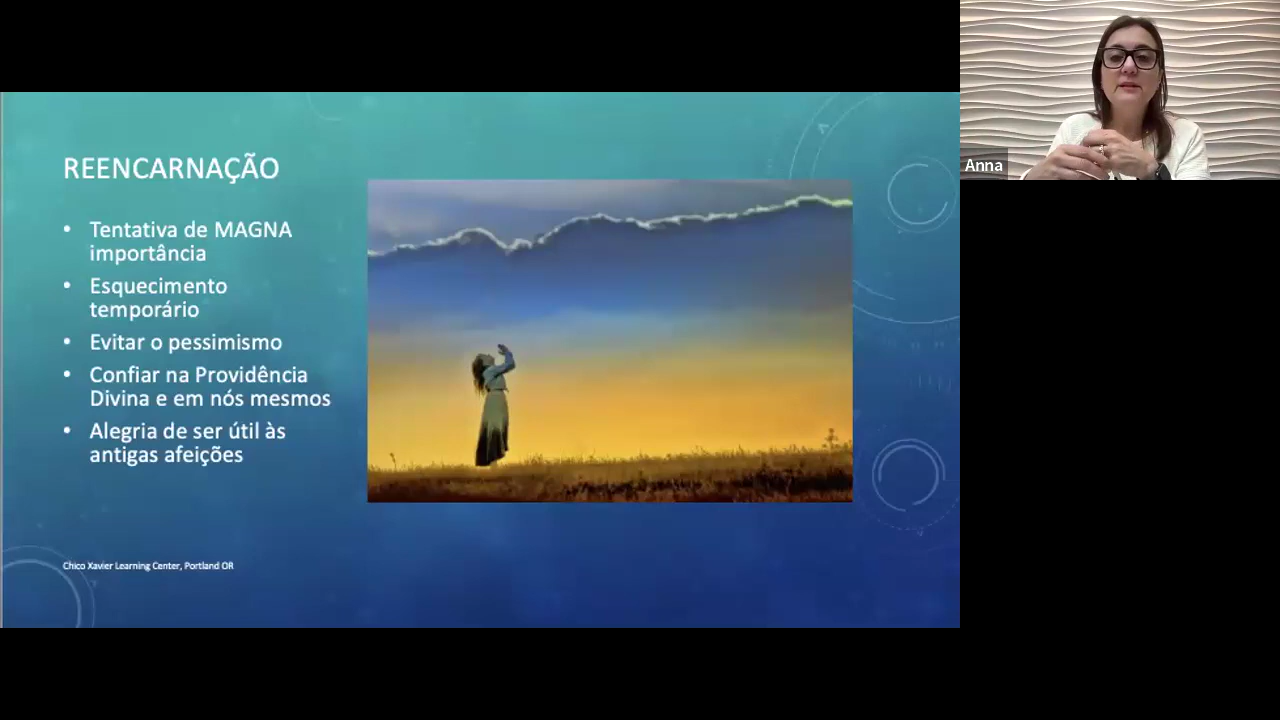 REENCARNAÇÃO
• Tentativa de MAGNA
importância
• Esquecimento
temporário
• Evitar o pessimismo
• Confiar na Providência
Divina e em nós mesmos
• Alegria de ser útil às
antigas afeições
Chico Xavier Learning Center, Portland OR
Anna